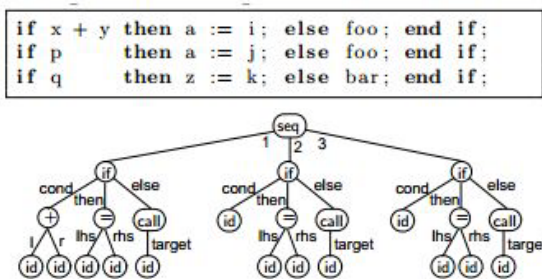 if x + y then a := i; else foo; end if;
if p then a := j; else foo; end if;
if q then z := k; else bar; end if;
seq
1 2 3
if if if
cond then else cond then else cond then else
+ = call id = call id = call
l r lhs rhs target lhs rhs target lhs rhs target
id id id id id id id id id id id